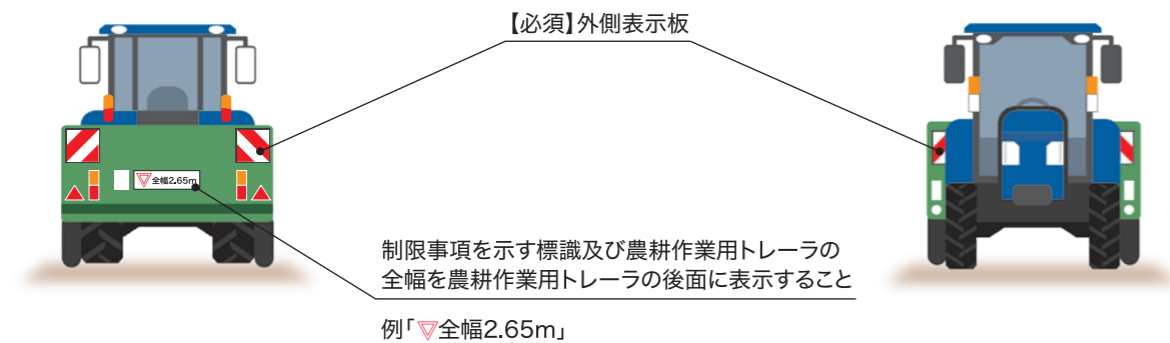 【必須】外側表示板
全幅2.65m
制限事項を示す標識及び農耕作業用トレーラの
全幅を農耕作業用トレーラの後面に表示すること
例「▽全幅2.65m」